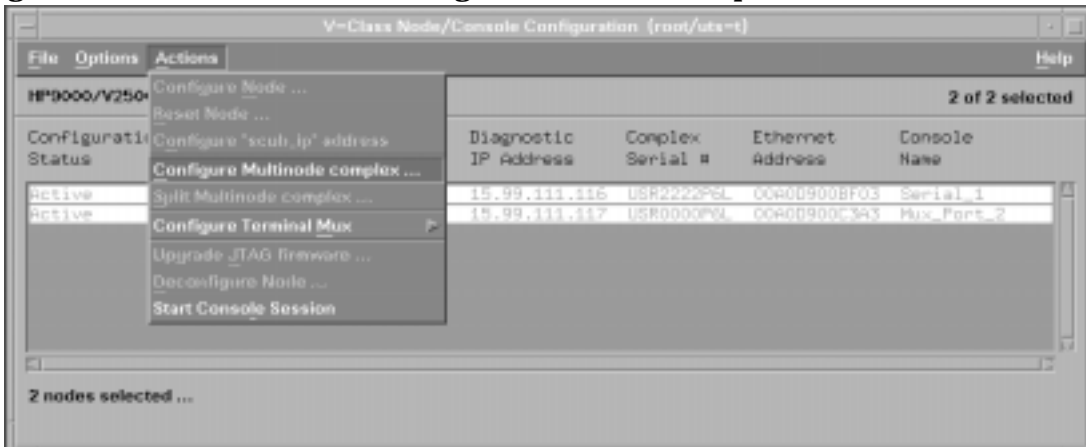 V-Class Node/Console Configuration (root/uts-t)
File Options Actions Help
HP9000/V250 2 of 2 selected
Configure Node ...
Reset Node ...
Configure "scub_ip" address
Configure Multinode complex ...
Split Multinode complex ...
Configure Terminal Mux
Upgrade JTAG firmware ...
Deconfigure Node ...
Start Console Session
Configurati Diagnostic Complex Ethernet Console
Status IP Address Serial # Address Name
Active 15.99.111.116 USR2222P6L 00A0D900BF03 Serial_1
Active 15.99.111.117 USR0000P6L 00A0D900C3A3 Mux_Port_2
2 nodes selected ...